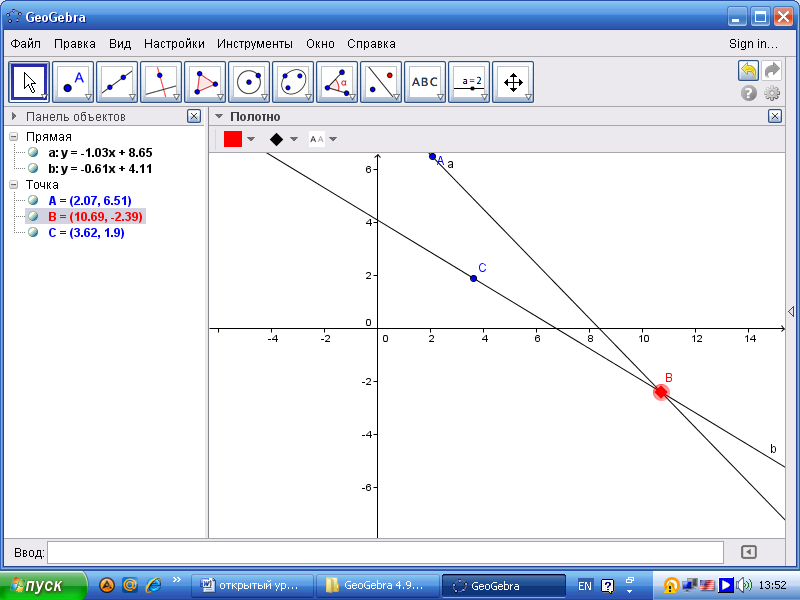 GeoGebra
Файл Правка Вид Настройки Инструменты Окно Справка Sign in...
A α ABC a=2
Панель объектов
Полотно
A A
Прямая
a: y = -1.03x + 8.65
b: y = -0.61x + 4.11
Точка
A = (2.07, 6.51)
B = (10.69, -2.39)
C = (3.62, 1.9)
A a
6
4
C
2
0
-4 -2 0 2 4 6 8 10 12 14
B
-2
-4
b
-6
Ввод:
пуск
открытый ур...
GeoGebra 4.9...
GeoGebra
EN
13:52